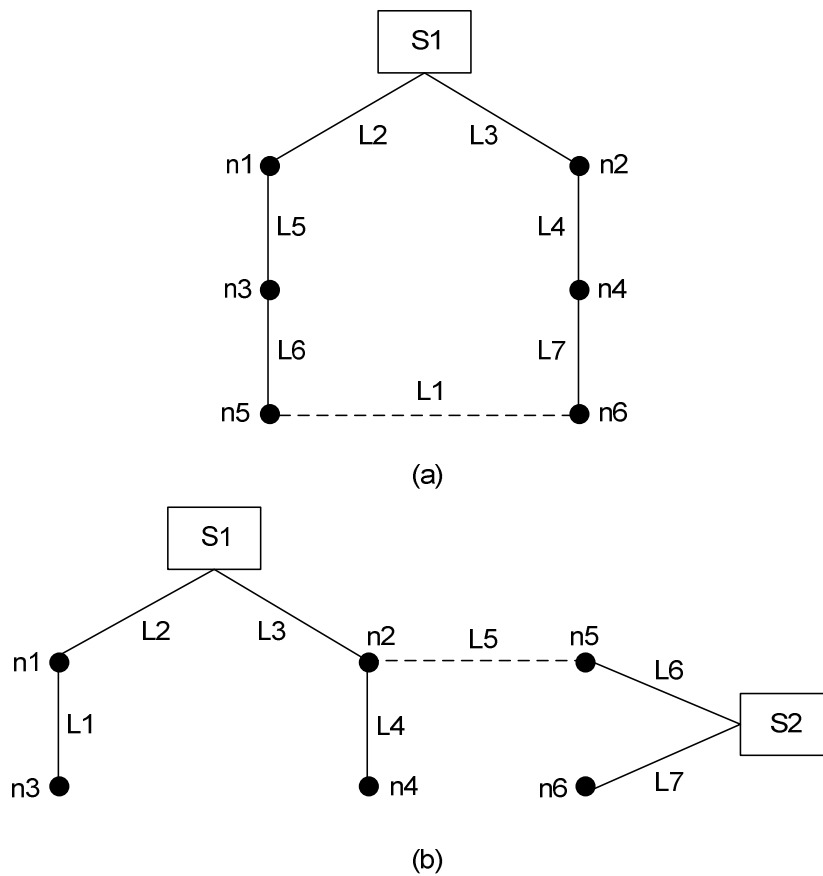 S1
L2 L3
n1 n2
L5 L4
n3 n4
L6 L7
L1
n5 n6
(a)
S1
L2 L3 n2 L5 n5
n1 L6
L1 L4 S2
n3 n4 n6 L7
(b)